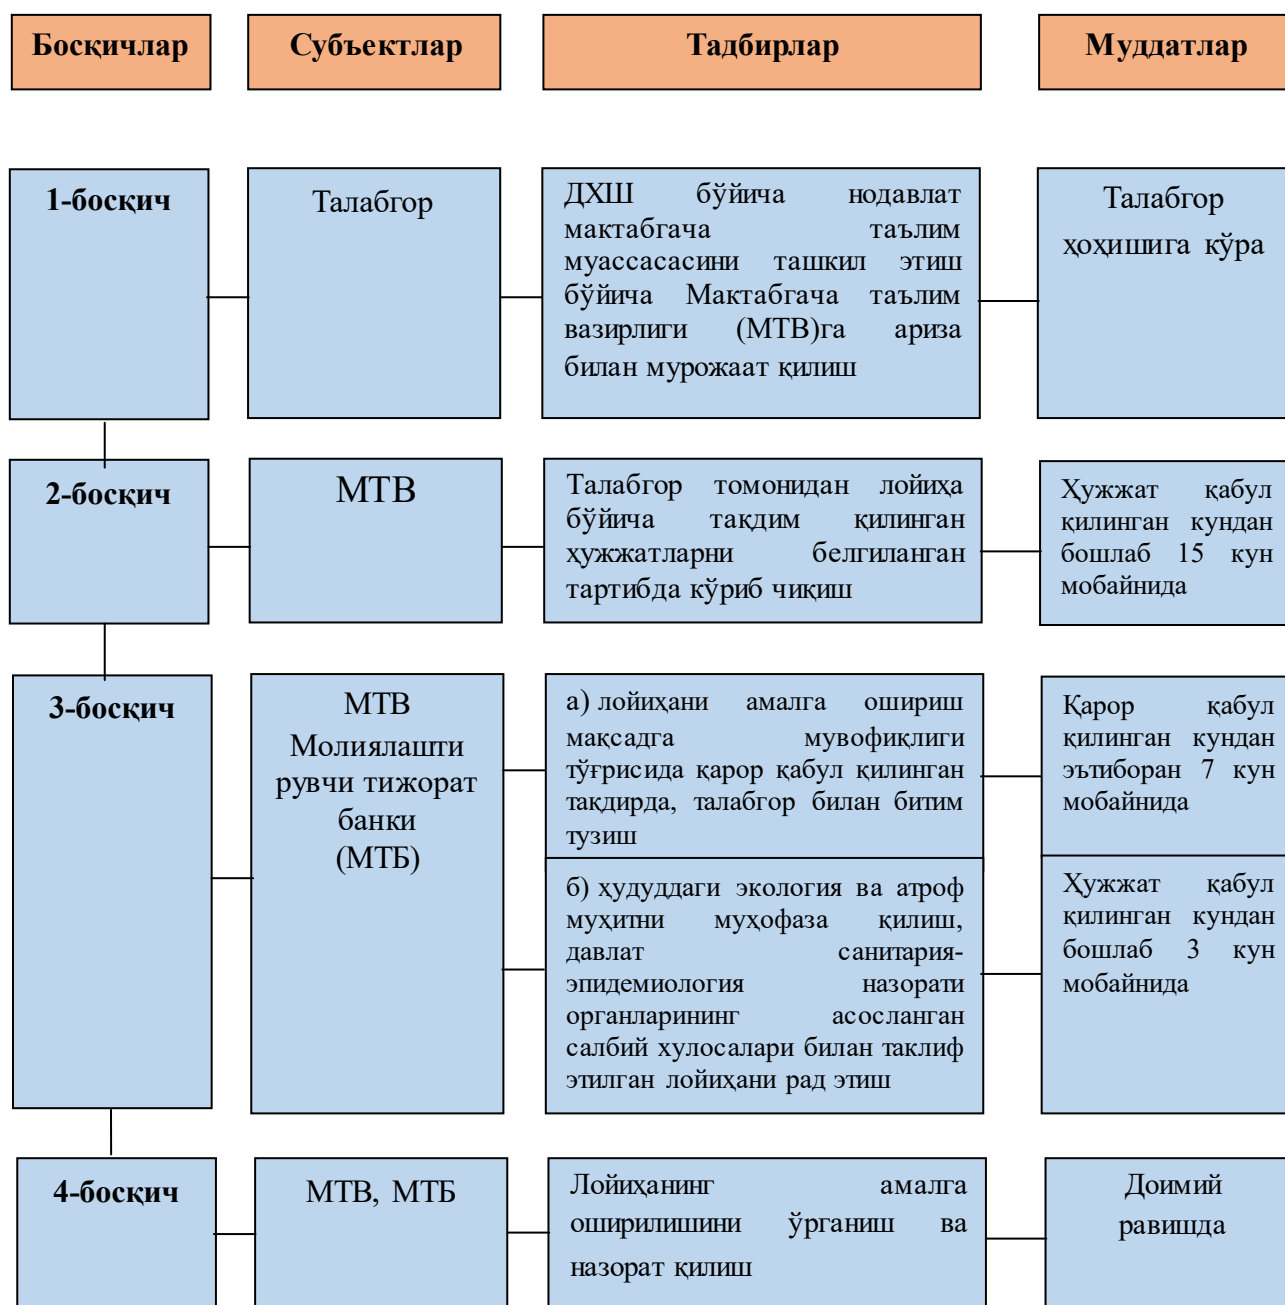 Босқичлар
Субъектлар
Тадбирлар
Муддатлар
1-босқич
Талабгор
ДХШ бўйича нодавлат
мактабгача таълим
муассасасини ташкил этиш
бўйича Мактабгача таълим
вазирлиги (МТВ)га ариза
билан мурожаат қилиш
Талабгор
ҳоҳишига кўра
2-босқич
МТВ
Талабгор томонидан лойиҳа
бўйича тақдим қилинган
ҳужжатларни белгиланган
тартибда кўриб чиқиш
Ҳужжат қабул
қилинган кундан
бошлаб 15 кун
мобайнида
3-босқич
МТВ
Молиялашти
рувчи тижорат
банки
(МТБ)
а) лойиҳани амалга ошириш
мақсадга мувофиқлиги
тўғрисида қарор қабул қилинган
тақдирда, талабгор билан битим
тузиш
Қарор қабул
қилинган кундан
эътиборан 7 кун
мобайнида
б) ҳудуддаги экология ва атроф
муҳитни муҳофаза қилиш,
давлат санитария-
эпидемиология назорати
органларининг асосланган
салбий хулосалари билан таклиф
этилган лойиҳани рад этиш
Ҳужжат қабул
қилинган кундан
бошлаб 3 кун
мобайнида
4-босқич
МТВ, МТБ
Лойиҳанинг амалга
оширилишини ўрганиш ва
назорат қилиш
Доимий
равишда